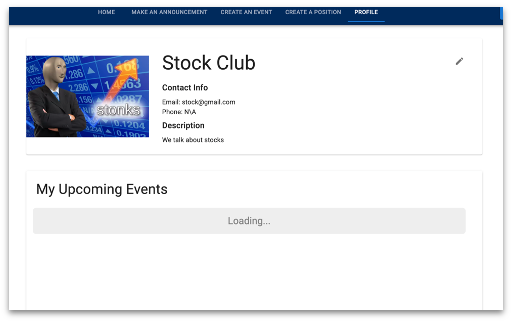 HOME MAKE AN ANNOUNCEMENT CREATE AN EVENT CREATE A POSITION PROFILE
Stock Club
Contact Info
Email: stock@gmail.com
Phone: N\A
Description
We talk about stocks
stonks
My Upcoming Events
Loading...